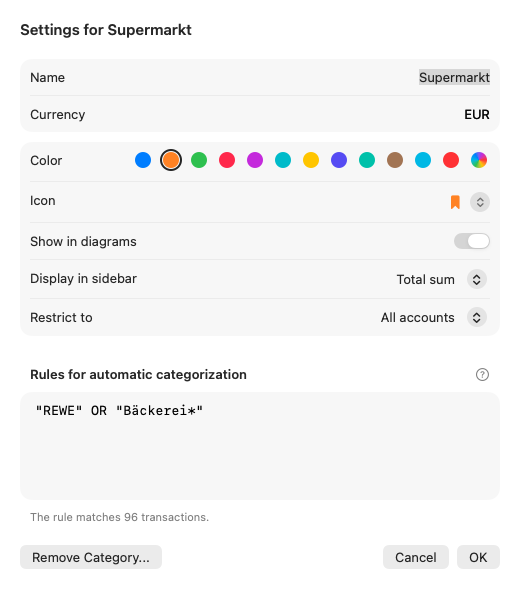 Settings for Supermarkt
Name Supermarkt
Currency EUR
Color
Icon
Show in diagrams
Display in sidebar Total sum
Restrict to All accounts
Rules for automatic categorization ?
"REWE" OR "Bäckerei*"
The rule matches 96 transactions.
Remove Category... Cancel OK